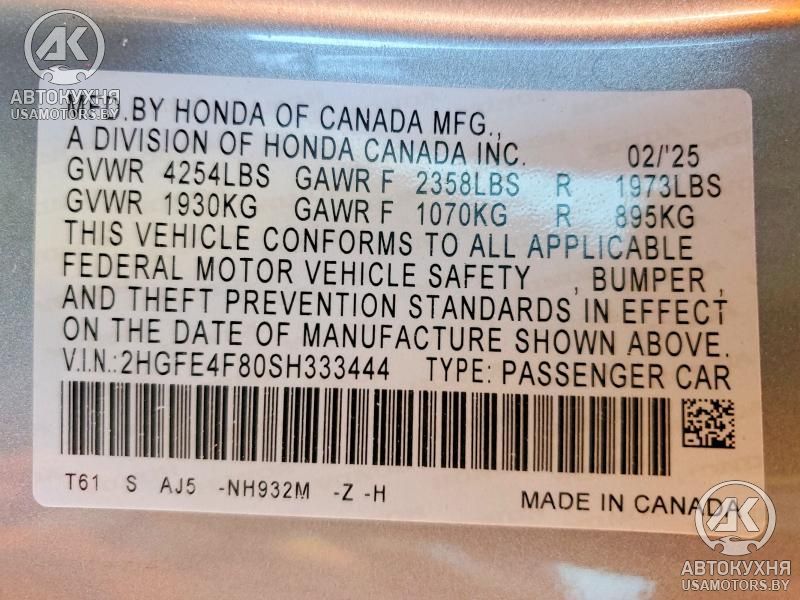 АК
АВТОКУХНЯ
USAMOTORS.BY
MFD.BY HONDA OF CANADA MFG.,
A DIVISION OF HONDA CANADA INC. 02/'25
GVWR 4254LBS GAWR F 2358LBS R 1973LBS
GVWR 1930KG GAWR F 1070KG R 895KG
THIS VEHICLE CONFORMS TO ALL APPLICABLE
FEDERAL MOTOR VEHICLE SAFETY , BUMPER ,
AND THEFT PREVENTION STANDARDS IN EFFECT
ON THE DATE OF MANUFACTURE SHOWN ABOVE.
V.I.N.:2HGFE4F80SH333444 TYPE: PASSENGER CAR
T61 S AJ5 -NH932M -Z -H
MADE IN CANADA
АК
АВТОКУХНЯ
USAMOTORS.BY